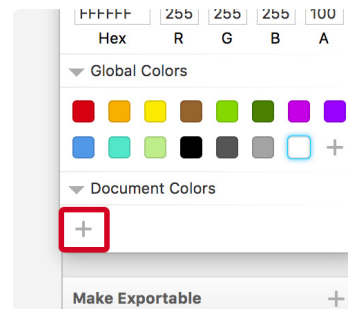 FFFFFF 255 255 255 100
Hex R G B A
Global Colors
Document Colors
Make Exportable